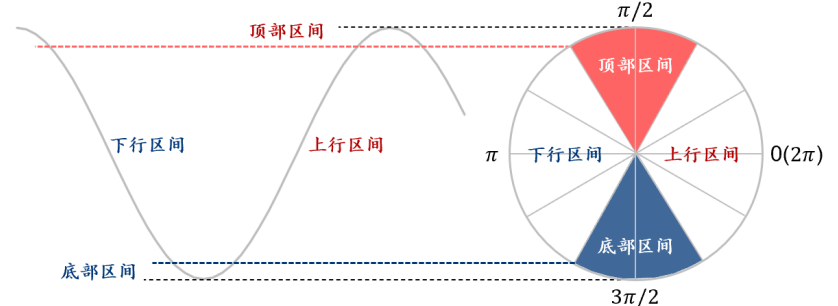 π/2
顶部区间
顶部区间
下行区间
上行区间
π
下行区间
上行区间
0(2π)
底部区间
底部区间
3π/2